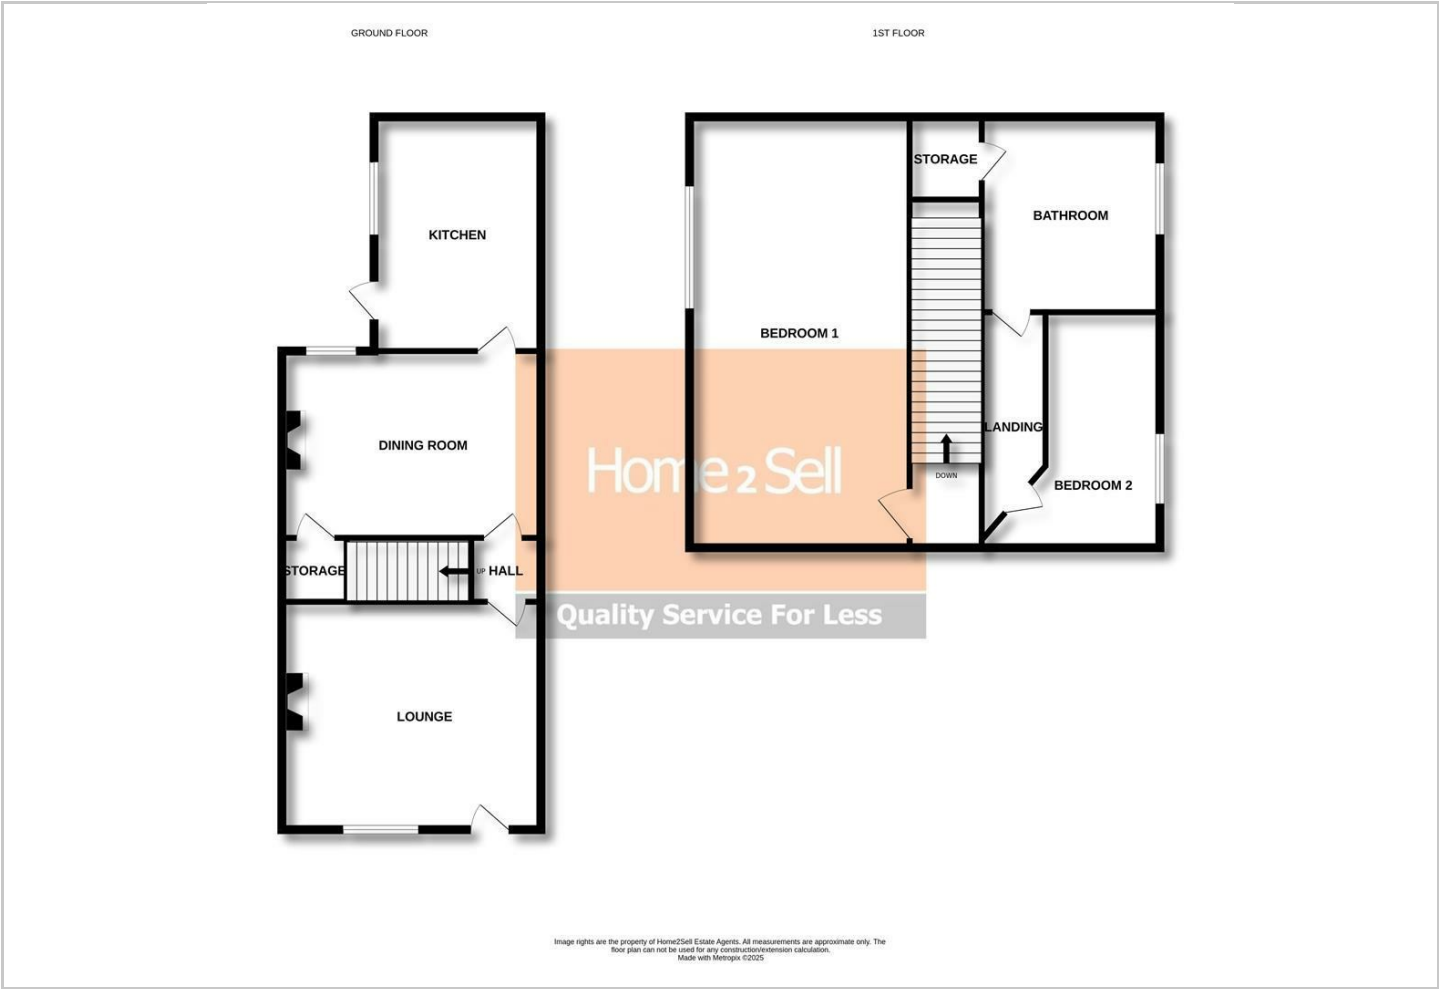 GROUND FLOOR
1ST FLOOR
KITCHEN
DINING ROOM
STORAGE
UP
HALL
LOUNGE
STORAGE
BATHROOM
BEDROOM 1
LANDING
DOWN
BEDROOM 2
Home2Sell
Quality Service For Less
Image rights are the property of Home2Sell Estate Agents. All measurements are approximate only. The
floor plan can not be used for any construction/extension calculation.
Made with Metropix ©2025